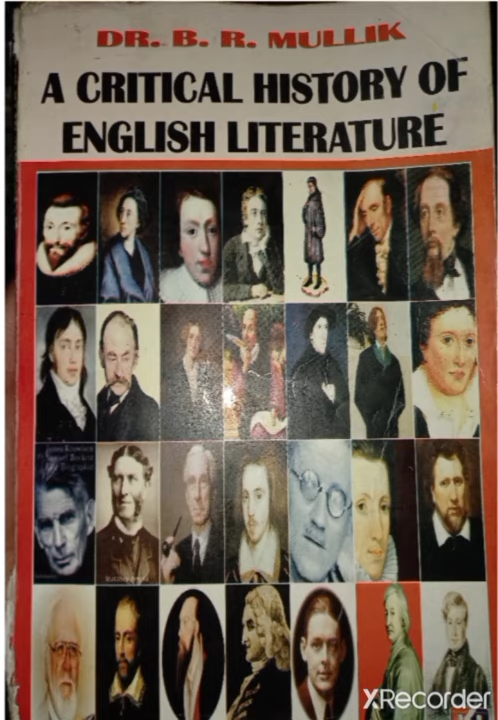 DR. B. R. MULLIK
A CRITICAL HISTORY OF
ENGLISH LITERATURE
XRecorder